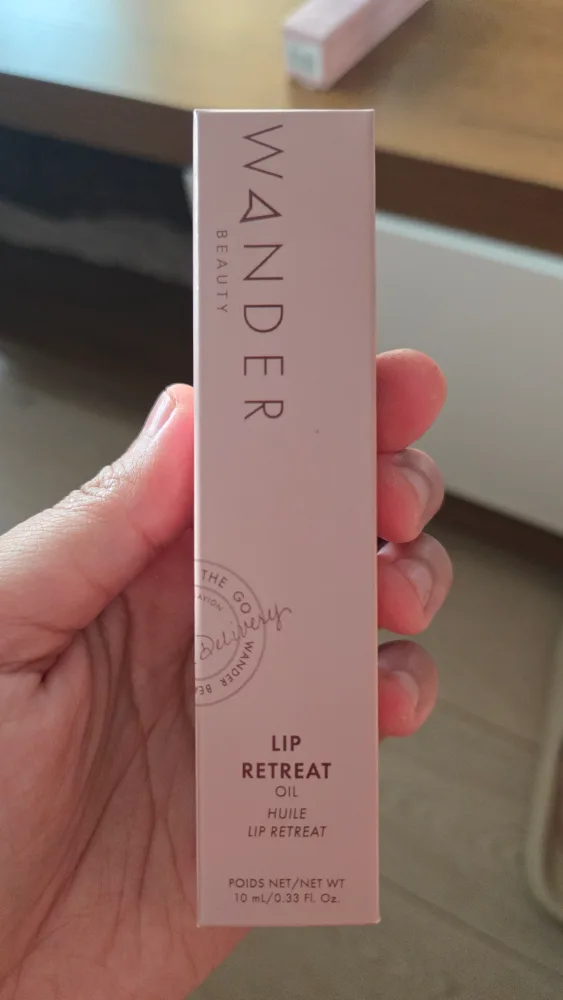 WANDER
BEAUTY
THE GO
AVION
Delivery
WANDER
LIP
RETREAT
OIL
HUILE
LIP RETREAT
POIDS NET/NET WT
10 mL/0.33 Fl. Oz.